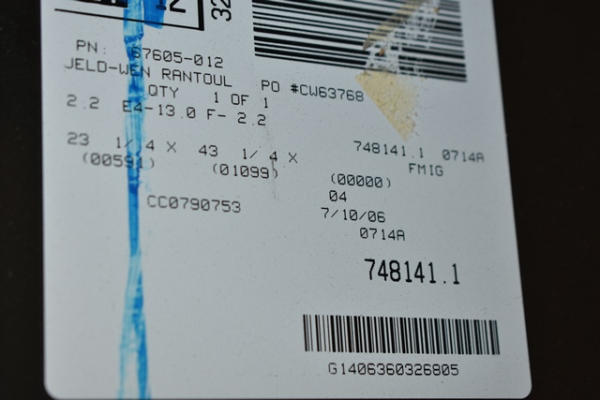 12
32
PN: 67605-012
JELD-WEN RANTOUL PO #CW63768
QTY 1 OF 1
2.2 E4-13.0 F- 2.2
23 1/4 X 43 1/4 X 748141.1 0714A
(00591) (01099) FMIG
(00000)
CC0790753 04
7/10/06
0714A
748141.1
G1406360326805